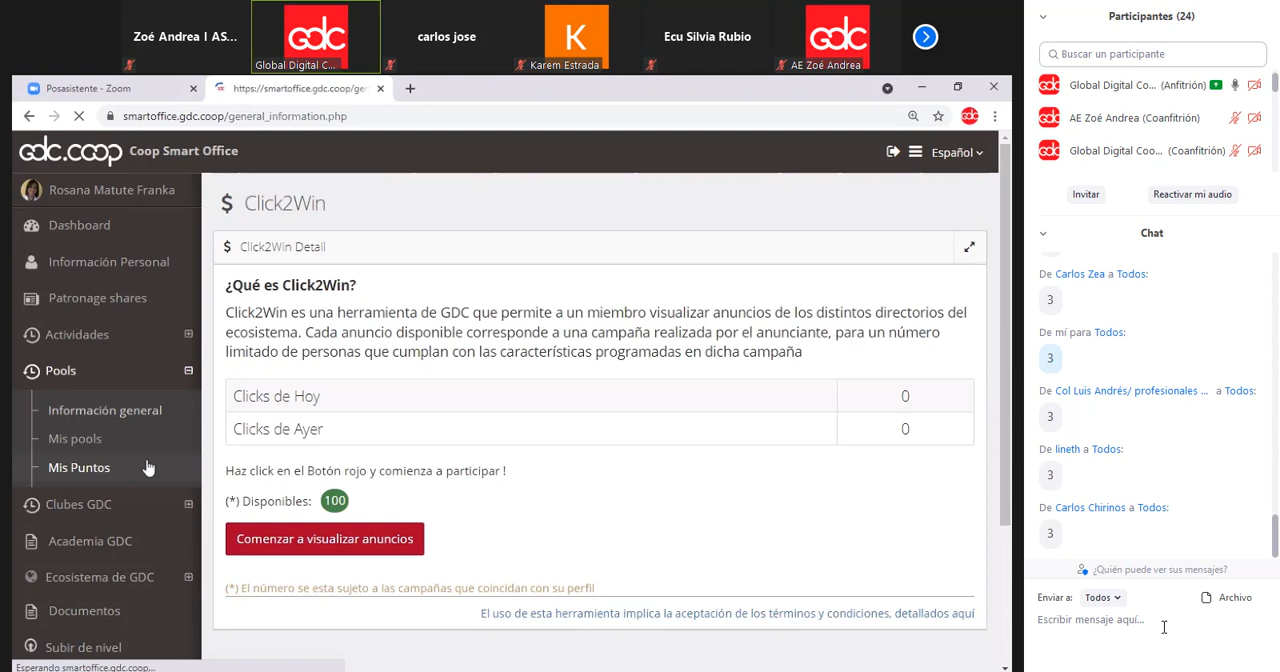 Zoé Andrea I AS...
gdc
Global Digital C...
carlos jose
K
Karem Estrada
Ecu Silvia Rubio
gdc
AE Zoé Andrea
Posasistente - Zoom
https://smartoffice.gdc.coop/ger
smartoffice.gdc.coop/general_information.php
gdc.coop
Coop Smart Office
Español
Rosana Matute Franka
Dashboard
Información Personal
Patronage shares
Actividades
Pools
Información general
Mis pools
Mis Puntos
Clubes GDC
Academia GDC
Ecosistema de GDC
Documentos
Subir de nivel
Esperando smartoffice.gdc.coop...
$ Click2Win
$ Click2Win Detail
¿Qué es Click2Win?
Click2Win es una herramienta de GDC que permite a un miembro visualizar anuncios de los distintos directorios del
ecosistema. Cada anuncio disponible corresponde a una campaña realizada por el anunciante, para un número
limitado de personas que cumplan con las características programadas en dicha campaña
Clicks de Hoy 0
Clicks de Ayer 0
Haz click en el Botón rojo y comienza a participar !
(*) Disponibles: 100
Comenzar a visualizar anuncios
(*) El número se esta sujeto a las campañas que coincidan con su perfil
El uso de esta herramienta implica la aceptación de los términos y condiciones, detallados aquí
Participantes (24)
Buscar un participante
gdc Global Digital Co... (Anfitrión)
gdc AE Zoé Andrea (Coanfitrión)
gdc Global Digital Coo... (Coanfitrión)
Invitar
Reactivar mi audio
Chat
De Carlos Zea a Todos:
3
De mí para Todos:
3
De Col Luis Andrés/ profesionales ... a Todos:
3
De lineth a Todos:
3
De Carlos Chirinos a Todos:
3
¿Quién puede ver sus mensajes?
Enviar a: Todos
Archivo
Escribir mensaje aquí...